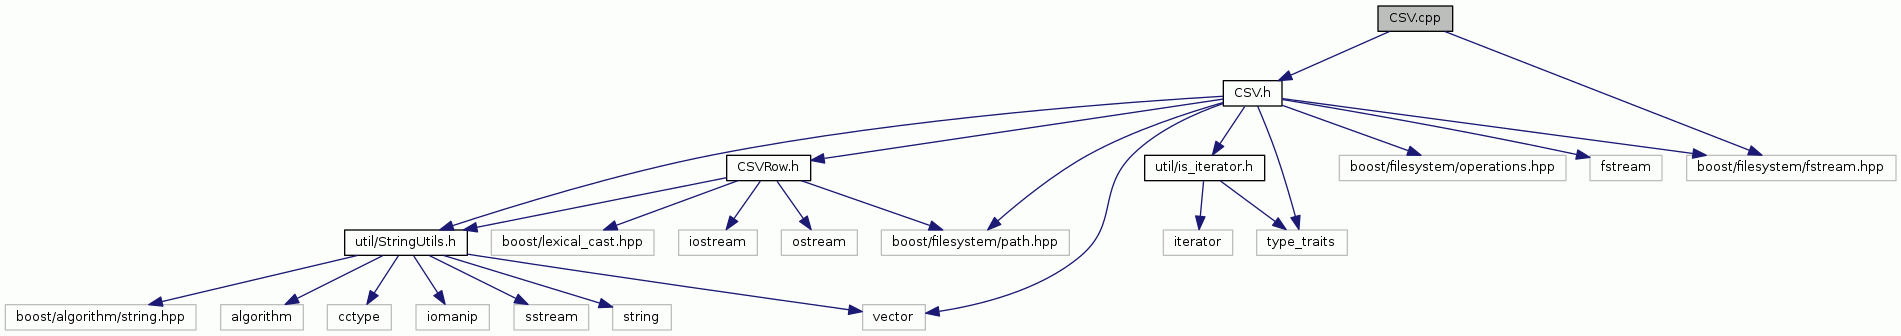 CSV.cpp
CSV.h
CSVRow.h
util/is_iterator.h
boost/filesystem/operations.hpp
fstream
boost/filesystem/fstream.hpp
util/StringUtils.h
boost/lexical_cast.hpp
iostream
ostream
boost/filesystem/path.hpp
iterator
type_traits
boost/algorithm/string.hpp
algorithm
cctype
iomanip
sstream
string
vector